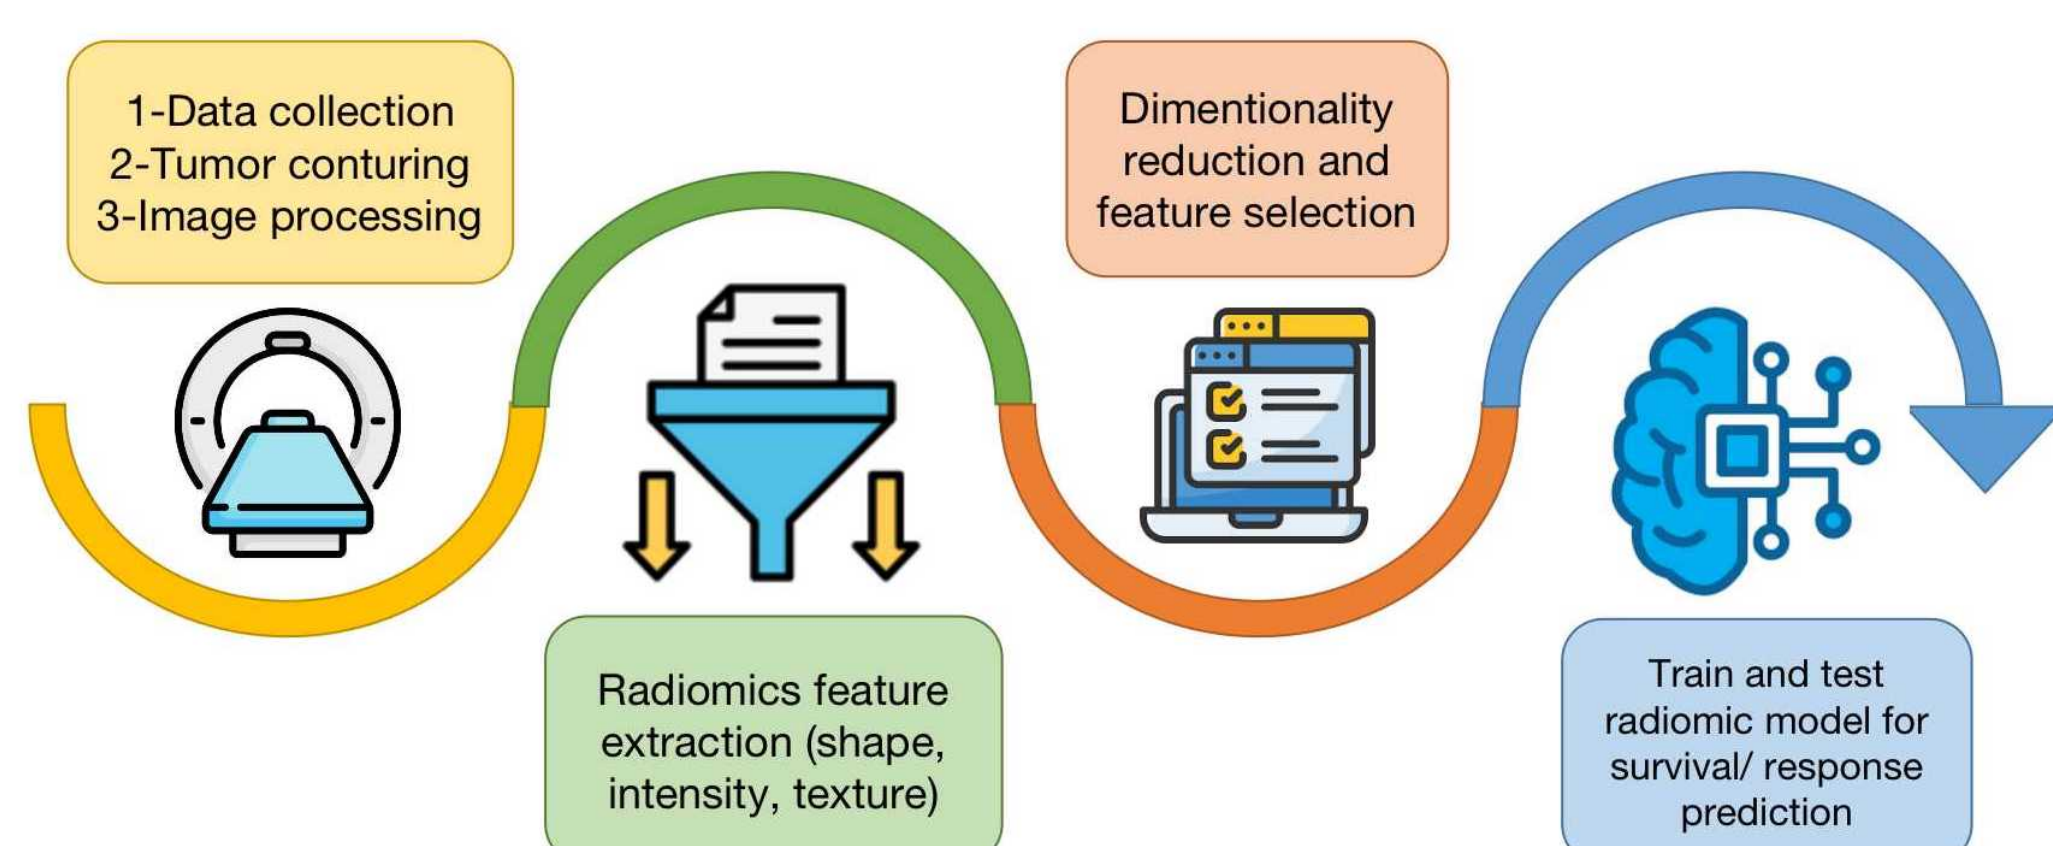 1-Data collection
2-Tumor conturing
3-Image processing
Radiomics feature
extraction (shape,
intensity, texture)
Dimentionality
reduction and
feature selection
Train and test
radiomic model for
survival/ response
prediction